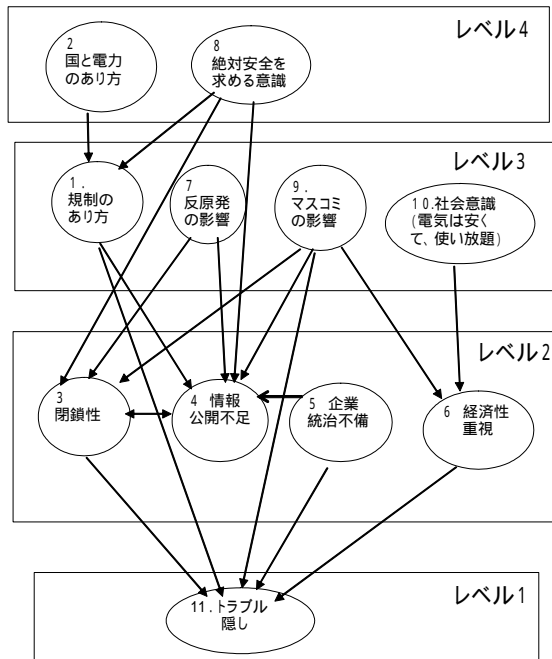 レベル4
2
国と電力
のあり方
8
絶対安全を
求める意識
レベル3
1.
規制の
あり方
7
反原発
の影響
9.
マスコミ
の影響
10.社会意識
(電気は安く
て、使い放題)
レベル2
3
閉鎖性
4 情報
公開不足
5 企業
統治不備
6 経済性
重視
レベル1
11.トラブル
隠し